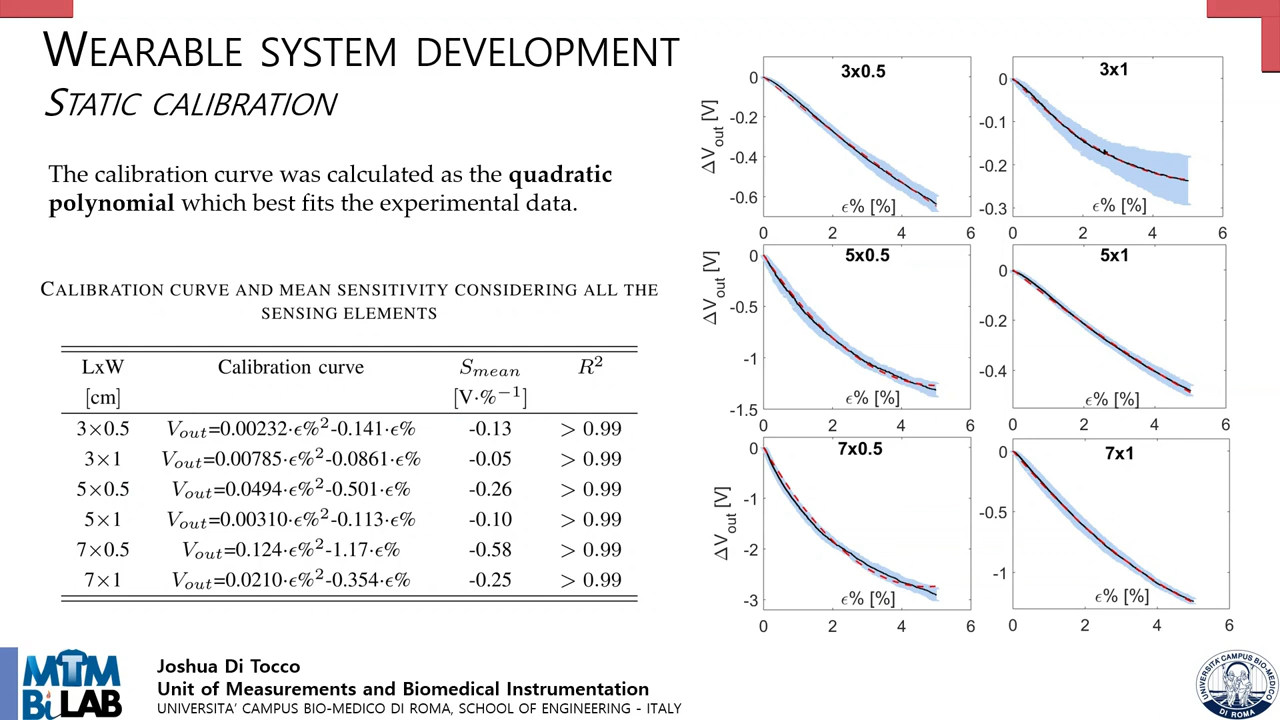 WEARABLE SYSTEM DEVELOPMENT
STATIC CALIBRATION
The calibration curve was calculated as the quadratic
polynomial which best fits the experimental data.
CALIBRATION CURVE AND MEAN SENSITIVITY CONSIDERING ALL THE
SENSING ELEMENTS
LxW Calibration curve S_mean R²
[cm] [V·%⁻¹]
3×0.5 V_out=0.00232·ϵ%²-0.141·ϵ% -0.13 > 0.99
3×1 V_out=0.00785·ϵ%²-0.0861·ϵ% -0.05 > 0.99
5×0.5 V_out=0.0494·ϵ%²-0.501·ϵ% -0.26 > 0.99
5×1 V_out=0.00310·ϵ%²-0.113·ϵ% -0.10 > 0.99
7×0.5 V_out=0.124·ϵ%²-1.17·ϵ% -0.58 > 0.99
7×1 V_out=0.0210·ϵ%²-0.354·ϵ% -0.25 > 0.99
3x0.5
ΔV_out [V]
0
-0.2
-0.4
-0.6
ϵ% [%]
0 2 4 6
3x1
0
-0.1
-0.2
-0.3
ϵ% [%]
0 2 4 6
5x0.5
ΔV_out [V]
0
-0.5
-1
-1.5
ϵ% [%]
0 2 4 6
5x1
0
-0.2
-0.4
ϵ% [%]
0 2 4 6
7x0.5
ΔV_out [V]
0
-1
-2
-3
ϵ% [%]
0 2 4 6
7x1
0
-0.5
-1
ϵ% [%]
0 2 4 6
MTM
BiLAB
Joshua Di Tocco
Unit of Measurements and Biomedical Instrumentation
UNIVERSITA' CAMPUS BIO-MEDICO DI ROMA, SCHOOL OF ENGINEERING - ITALY
UNIVERSITA' CAMPUS BIO-MEDICO
DI ROMA